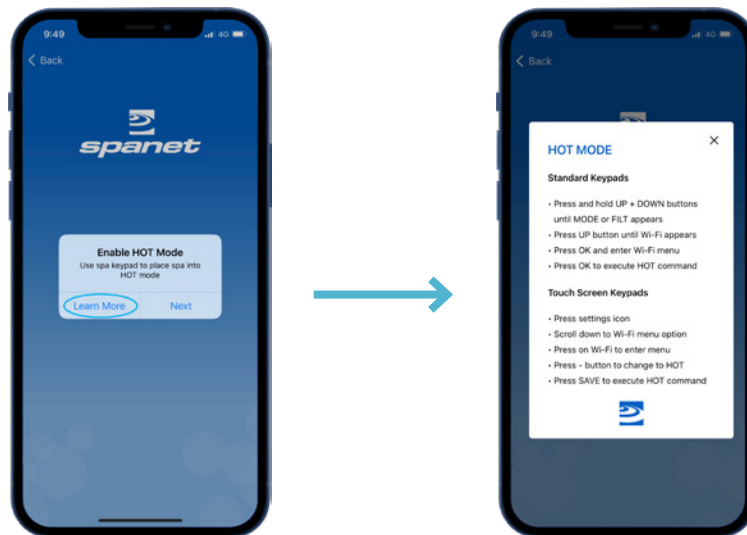 9:49
4G
Back
spanet
Enable HOT Mode
Use spa keypad to place spa into
HOT mode
Learn More
Next
9:49
4G
Back
HOT MODE
Standard Keypads
• Press and hold UP + DOWN buttons
until MODE or FILT appears
• Press UP button until Wi-Fi appears
• Press OK and enter Wi-Fi menu
• Press OK to execute HOT command
Touch Screen Keypads
• Press settings icon
• Scroll down to Wi-Fi menu option
• Press on Wi-Fi to enter menu
• Press - button to change to HOT
• Press SAVE to execute HOT command